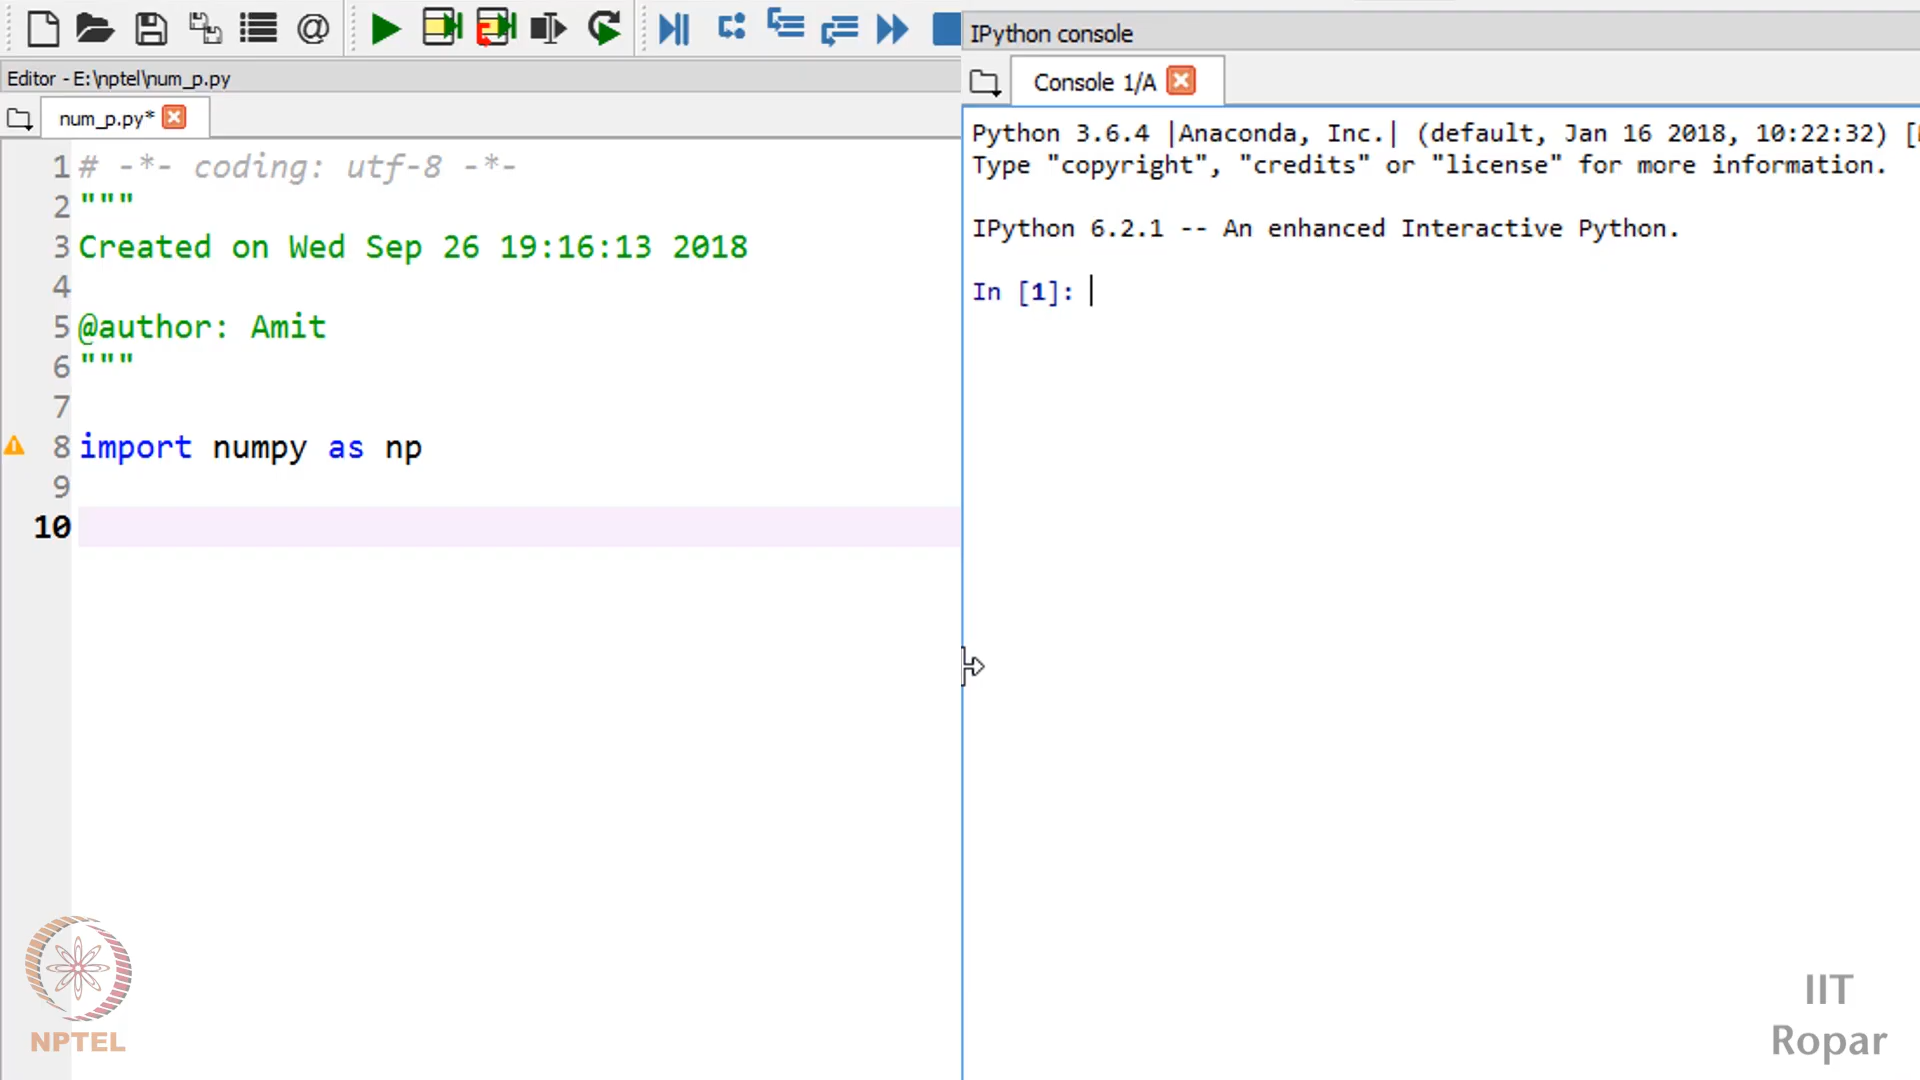 IPython console
Editor - E:\nptel\num_p.py
num_p.py*
Console 1/A
1 # -*- coding: utf-8 -*-
2 """
3 Created on Wed Sep 26 19:16:13 2018
4
5 @author: Amit
6 """
7
8 import numpy as np
9
10
Python 3.6.4 |Anaconda, Inc.| (default, Jan 16 2018, 10:22:32) [
Type "copyright", "credits" or "license" for more information.
IPython 6.2.1 -- An enhanced Interactive Python.
In [1]:
NPTEL
IIT
Ropar